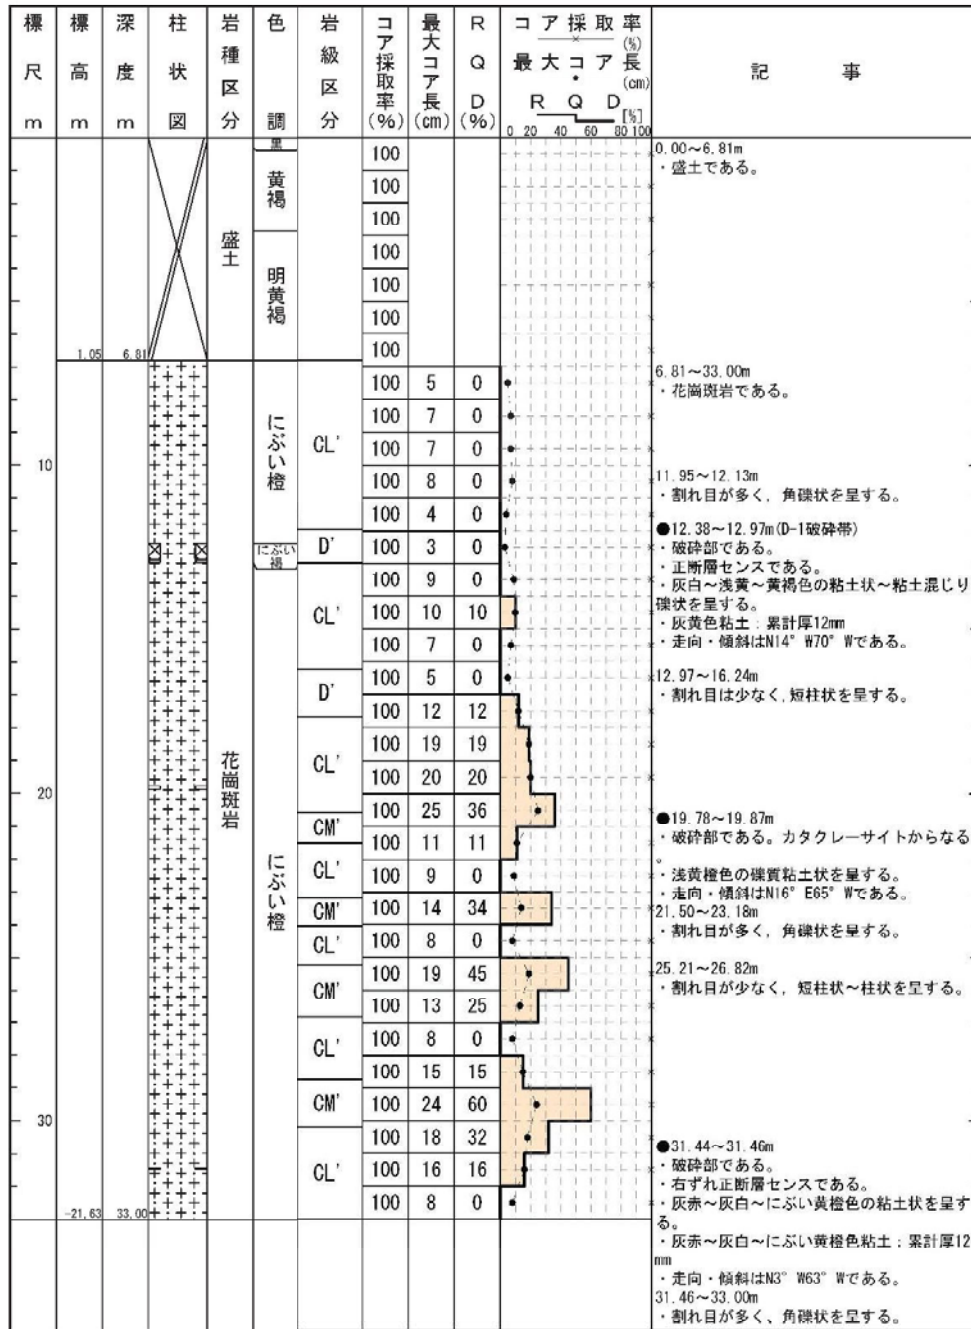 標尺m
標高m
深度m
柱状図
岩種区分
色調
岩級区分
コア採取率(%)
最大コア長(cm)
RQD(%)
コア採取率(%)
最大コア長(cm)
RQD[%]
0 20 40 60 80 100
記事
黒
黄褐
明黄褐
盛土
1.05 6.81
100
100
100
100
100
100
100
0.00～6.81m
・盛土である。
にぶい橙
にぶい褐
にぶい橙
花崗斑岩
10
20
30
CL'
D'
CL'
D'
CL'
CM'
CL'
CM'
CL'
CM'
CL'
CM'
CL'
100 5 0
100 7 0
100 7 0
100 8 0
100 4 0
100 3 0
100 9 0
100 10 10
100 7 0
100 5 0
100 12 12
100 19 19
100 20 20
100 25 36
100 11 11
100 9 0
100 14 34
100 8 0
100 19 45
100 13 25
100 8 0
100 15 15
100 24 60
100 18 32
100 16 16
100 8 0
-21.63 33.00
6.81～33.00m
・花崗斑岩である。
11.95～12.13m
・割れ目が多く，角礫状を呈する。
●12.38～12.97m(D-1破砕帯)
・破砕部である。
・正断層センスである。
・灰白～浅黄～黄褐色の粘土状～粘土混じり
礫状を呈する。
・灰黄色粘土：累計厚12mm
・走向・傾斜はN14°W70°Wである。
12.97～16.24m
・割れ目は少なく，短柱状を呈する。
●19.78～19.87m
・破砕部である。カタクレーサイトからなる
。
・浅黄橙色の礫質粘土状を呈する。
・走向・傾斜はN16°E65°Wである。
21.50～23.18m
・割れ目が多く，角礫状を呈する。
25.21～26.82m
・割れ目が少なく，短柱状～柱状を呈する。
●31.44～31.46m
・破砕部である。
・右ずれ正断層センスである。
・灰赤～灰白～にぶい黄橙色の粘土状を呈す
る。
・灰赤～灰白～にぶい黄橙色粘土：累計厚12
mm
・走向・傾斜はN3°W63°Wである。
31.46～33.00m
・割れ目が多く、角礫状を呈する。